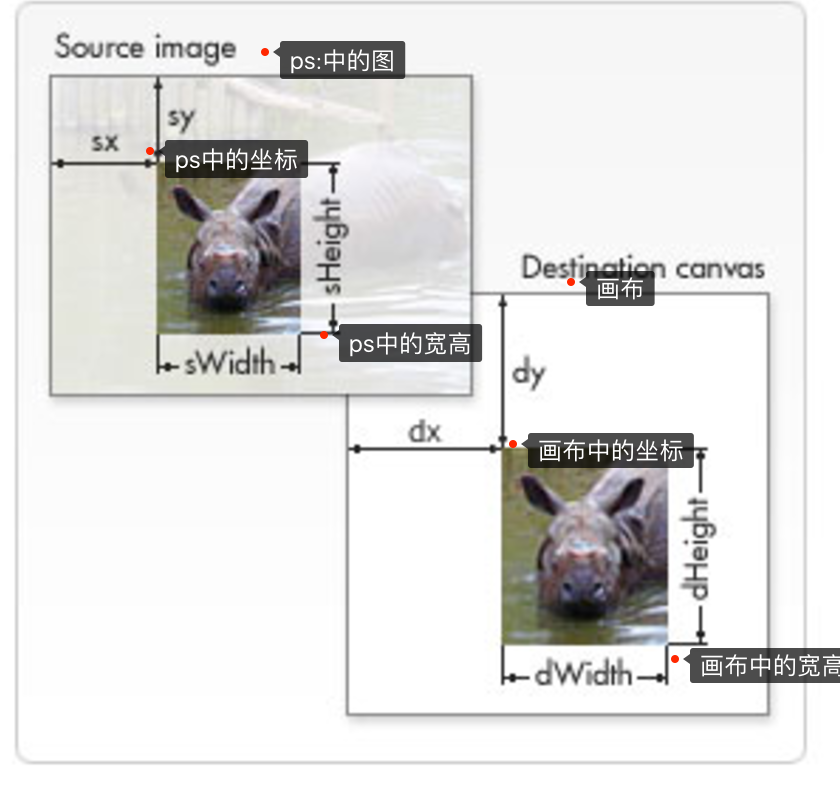 Source image
ps:中的图
sy
sx
ps中的坐标
sHeight
Destination canvas
画布
ps中的宽高
sWidth
dy
dx
画布中的坐标
dHeight
画布中的宽高
dWidth